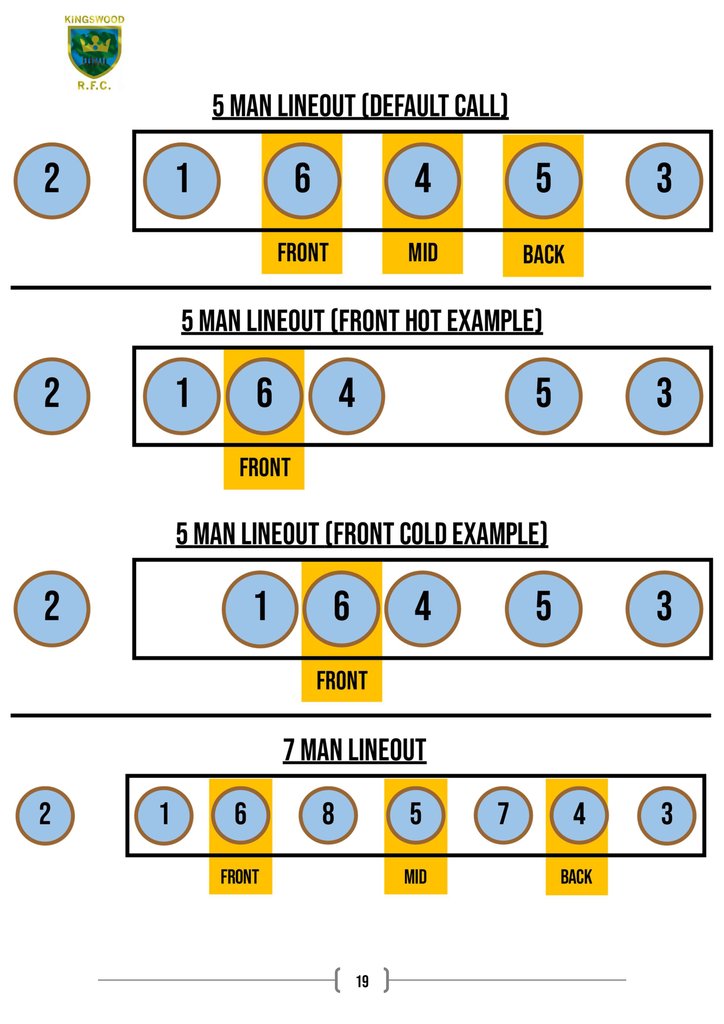 KINGSWOOD
R.F.C.
5 MAN LINEOUT (DEFAULT CALL)
2 1 6 4 5 3
FRONT MID BACK
5 MAN LINEOUT (FRONT HOT EXAMPLE)
2 1 6 4 5 3
FRONT
5 MAN LINEOUT (FRONT COLD EXAMPLE)
2 1 6 4 5 3
FRONT
7 MAN LINEOUT
2 1 6 8 5 7 4 3
FRONT MID BACK
19